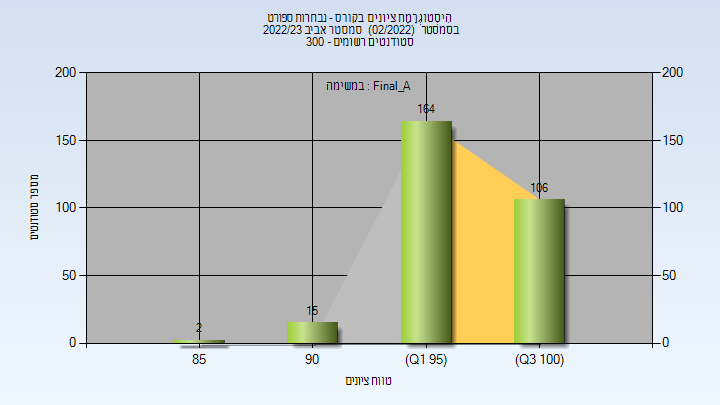 הִיסְטוֹגְרָמַת ציונים בקורס - נבחרות ספורט
בסמסטר (02/2022) סמסטר אביב 2022/23
סטודנטים רשומים - 300
במשימה : Final_A
מספר סטודנטים
200
150
100
50
0
200
150
100
50
0
2
15
164
106
85
90
(Q1 95)
(Q3 100)
טווח ציונים